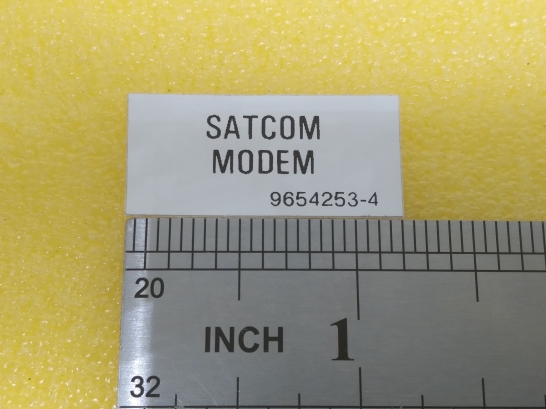 SATCOM
MODEM
9654253-4
20
INCH 1
32